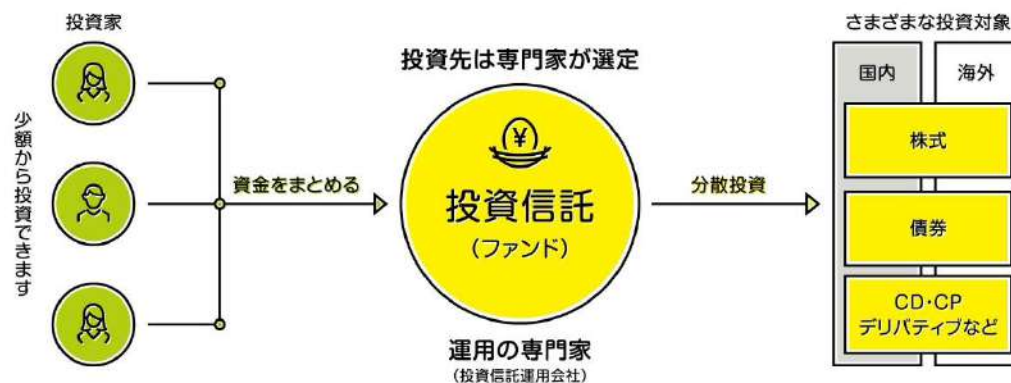 投資家
少額から投資できます
資金をまとめる
投資先は専門家が選定
¥
投資信託
(ファンド)
運用の専門家
(投資信託運用会社)
分散投資
さまざまな投資対象
国内
海外
株式
債券
CD・CP
デリバティブなど